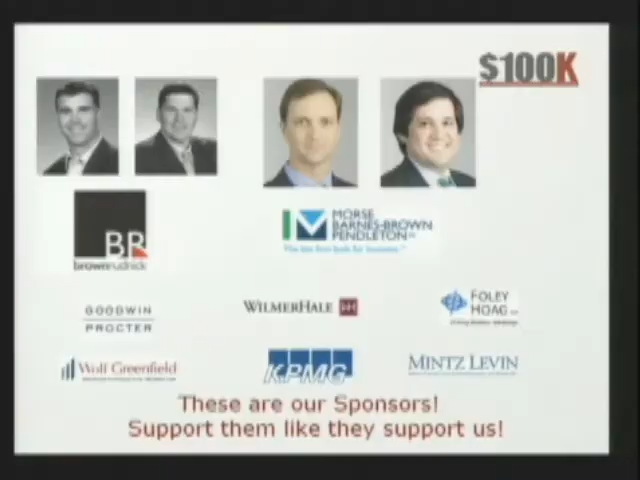 $100K
BR
brownrudnick
MORSE
BARNES-BROWN
PENDLETON
GOODWIN
PROCTER
WILMERHALE
FOLEY
HOAG
Wolf Greenfield
KPMG
MINTZ LEVIN
These are our Sponsors!
Support them like they support us!